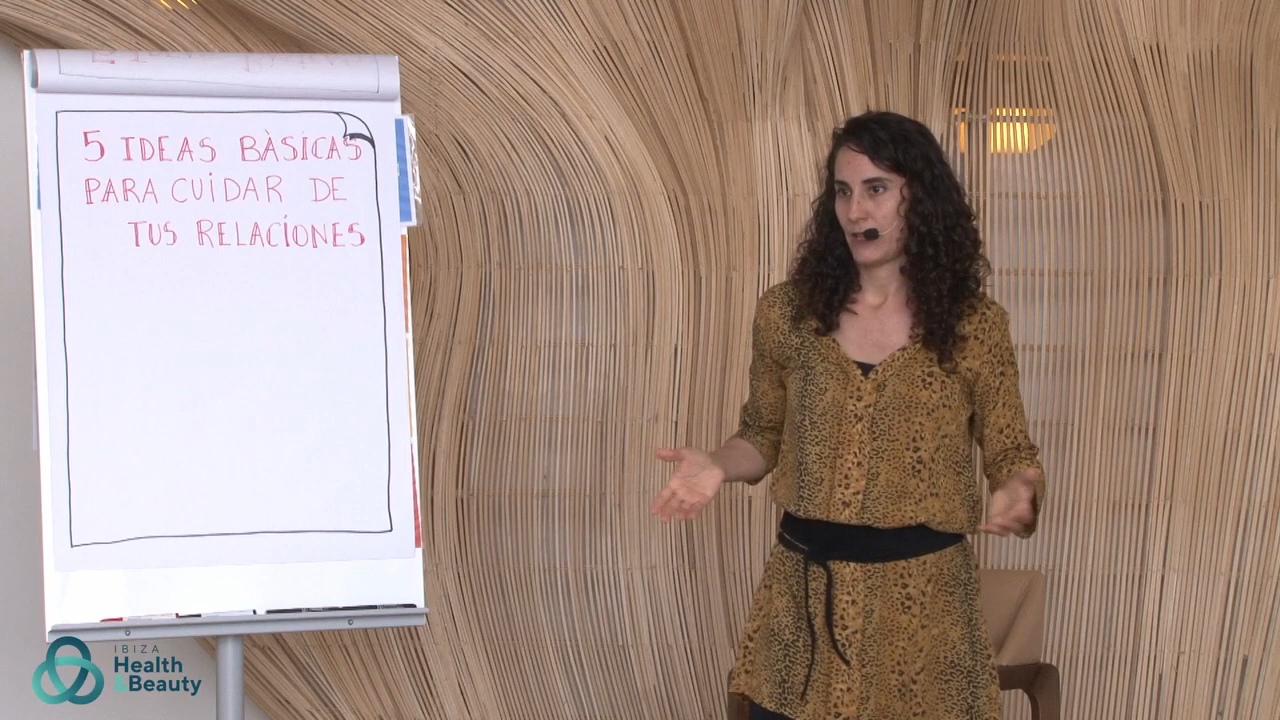 5 IDEAS BÀSICAS
PARA CUIDAR DE
TUS RELACIONES
IBIZA
Health
&Beauty